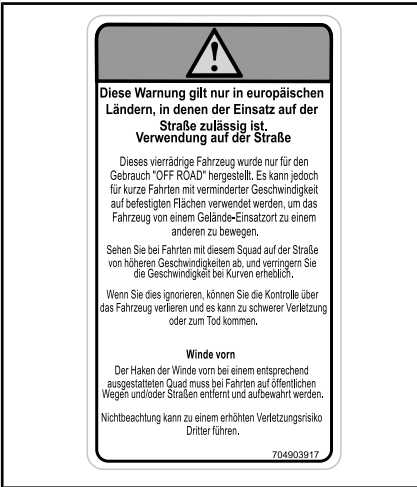 Diese Warnung gilt nur in europäischen
Ländern, in denen der Einsatz auf der
Straße zulässig ist.
Verwendung auf der Straße
Dieses vierrädrige Fahrzeug wurde nur für den
Gebrauch "OFF ROAD" hergestellt. Es kann jedoch
für kurze Fahrten mit verminderter Geschwindigkeit
auf befestigten Flächen verwendet werden, um das
Fahrzeug von einem Gelände-Einsatzort zu einem
anderen zu bewegen.
Sehen Sie bei Fahrten mit diesem Squad auf der Straße
von höheren Geschwindigkeiten ab, und verringern Sie
die Geschwindigkeit bei Kurven erheblich.
Wenn Sie dies ignorieren, können Sie die Kontrolle über
das Fahrzeug verlieren und es kann zu schwerer Verletzung
oder zum Tod kommen.
Winde vorn
Der Haken der Winde vorn bei einem entsprechend
ausgestatteten Quad muss bei Fahrten auf öffentlichen
Wegen und/oder Straßen entfernt und aufbewahrt werden.
Nichtbeachtung kann zu einem erhöhten Verletzungsrisiko
Dritter führen.
704903917